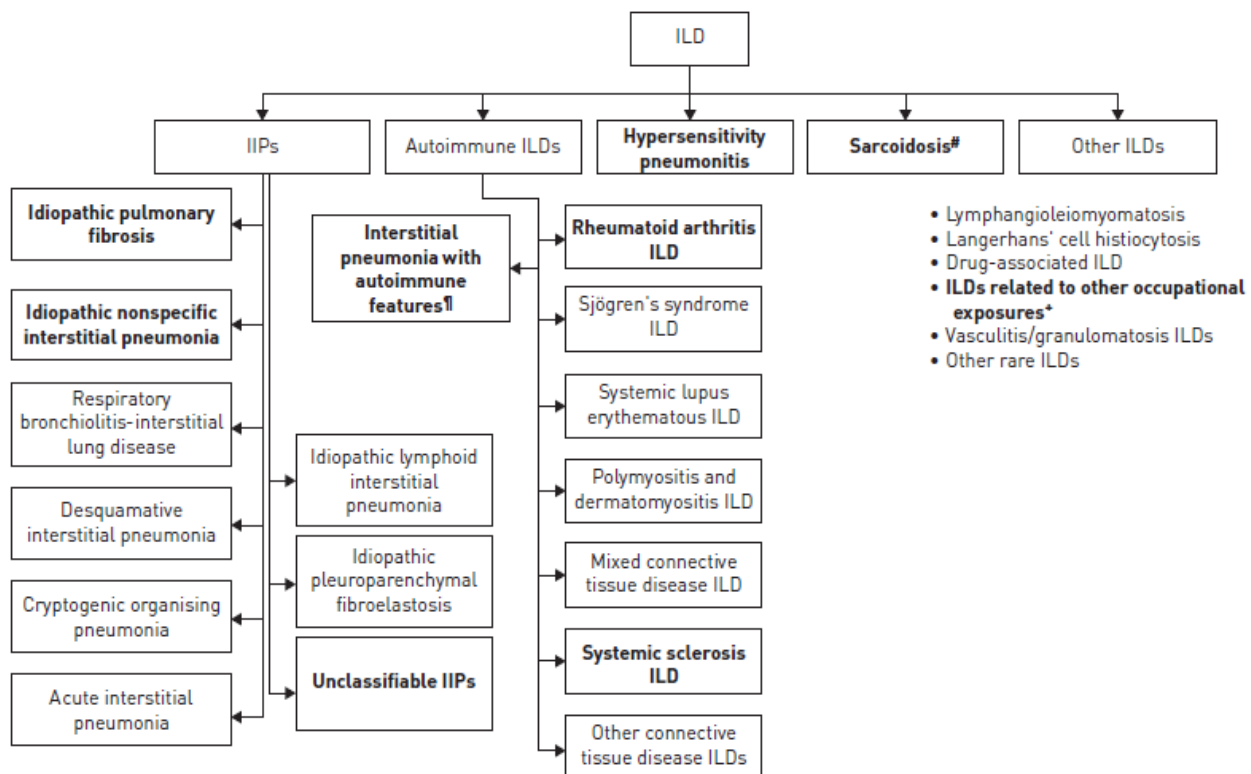 ILD
IIPs
Autoimmune ILDs
Hypersensitivity
pneumonitis
Sarcoidosis#
Other ILDs
Idiopathic pulmonary
fibrosis
Idiopathic nonspecific
interstitial pneumonia
Respiratory
bronchiolitis-interstitial
lung disease
Desquamative
interstitial pneumonia
Cryptogenic organising
pneumonia
Acute interstitial
pneumonia
Idiopathic lymphoid
interstitial pneumonia
Idiopathic
pleuroparenchymal
fibroelastosis
Unclassifiable IIPs
Interstitial
pneumonia with
autoimmune
features¶
Rheumatoid arthritis
ILD
Sjögren's syndrome
ILD
Systemic lupus
erythematous ILD
Polymyositis and
dermatomyositis ILD
Mixed connective
tissue disease ILD
Systemic sclerosis
ILD
Other connective
tissue disease ILDs
• Lymphangioleiomyomatosis
• Langerhans' cell histiocytosis
• Drug-associated ILD
• ILDs related to other occupational
exposures+
• Vasculitis/granulomatosis ILDs
• Other rare ILDs